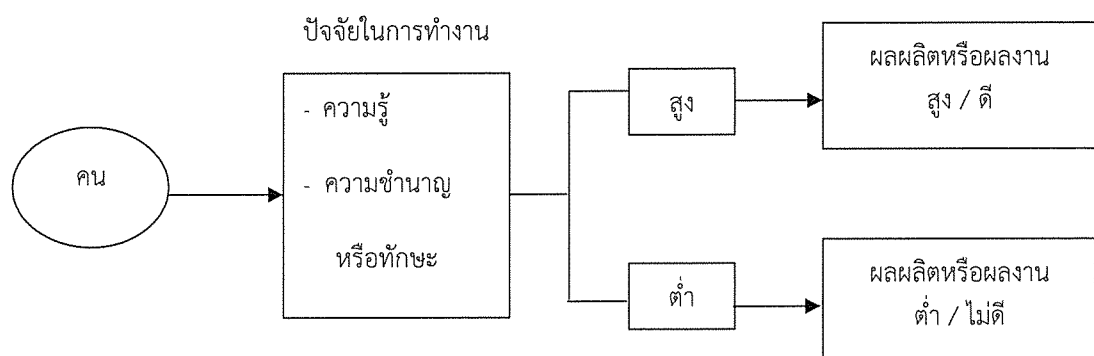 ปัจจัยในการทำงาน
คน
- ความรู้
- ความชำนาญ
หรือทักษะ
สูง
ผลผลิตหรือผลงาน
สูง / ดี
ต่ำ
ผลผลิตหรือผลงาน
ต่ำ / ไม่ดี